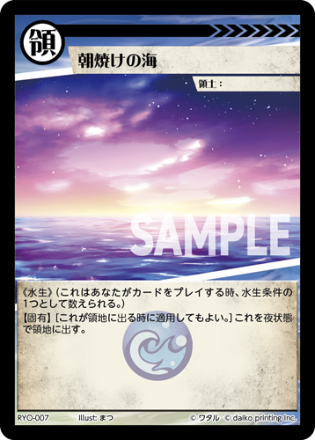 領
朝焼けの海
領土：
SAMPLE
《水生》（これはあなたがカードをプレイする時、水生条件の
1つとして数えられる。）
【固有】［これが領地に出る時に適用してもよい。］これを夜状態
で領地に出す。
RYO-007 Illust: まつ © ワタル © daiko printing Inc.